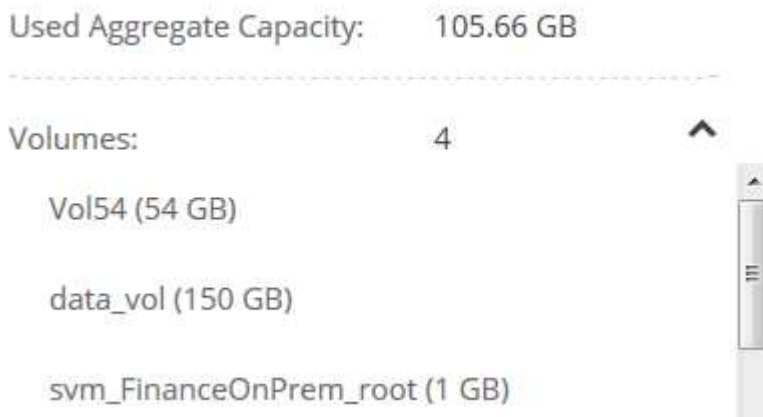 Used Aggregate Capacity: 105.66 GB
Volumes: 4
Vol54 (54 GB)
data_vol (150 GB)
svm_FinanceOnPrem_root (1 GB)